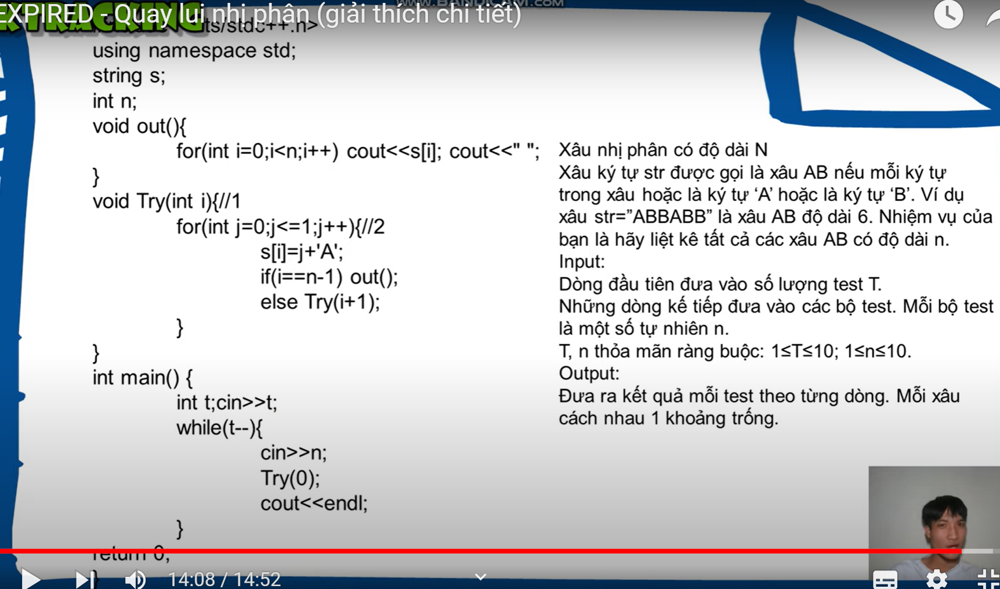 WWW.BANDICAM.COM
EXPIRED - Quay lui nhị phân (giải thích chi tiết)
ts/stdc++.h>
using namespace std;
string s;
int n;
void out(){
for(int i=0;i<n;i++) cout<<s[i]; cout<<" ";
}
void Try(int i){//1
for(int j=0;j<=1;j++){//2
s[i]=j+'A';
if(i==n-1) out();
else Try(i+1);
}
}
int main() {
int t;cin>>t;
while(t--){
cin>>n;
Try(0);
cout<<endl;
}
return 0;
}
Xâu nhị phân có độ dài N
Xâu ký tự str được gọi là xâu AB nếu mỗi ký tự
trong xâu hoặc là ký tự ‘A’ hoặc là ký tự ‘B’. Ví dụ
xâu str=”ABBABB” là xâu AB độ dài 6. Nhiệm vụ của
bạn là hãy liệt kê tất cả các xâu AB có độ dài n.
Input:
Dòng đầu tiên đưa vào số lượng test T.
Những dòng kế tiếp đưa vào các bộ test. Mỗi bộ test
là một số tự nhiên n.
T, n thỏa mãn ràng buộc: 1≤T≤10; 1≤n≤10.
Output:
Đưa ra kết quả mỗi test theo từng dòng. Mỗi xâu
cách nhau 1 khoảng trống.
14:08 / 14:52